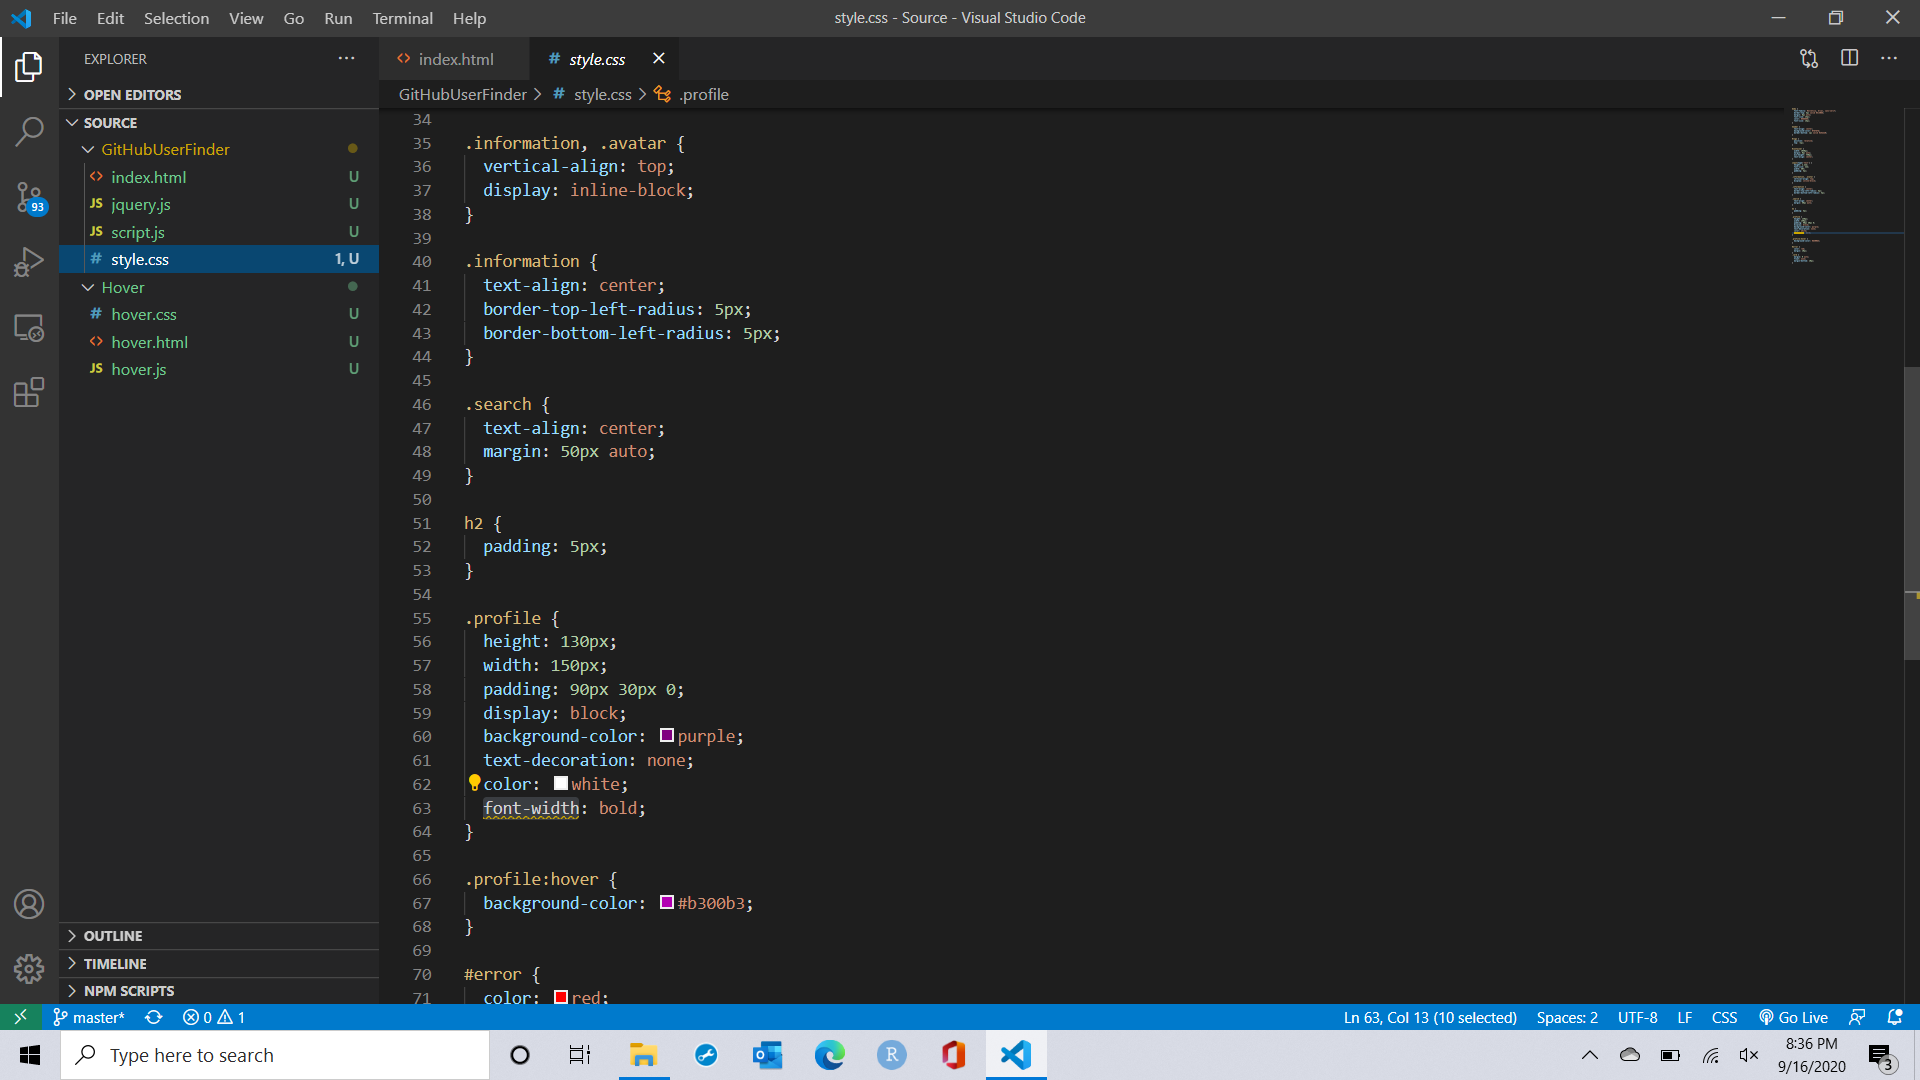 File Edit Selection View Go Run Terminal Help
style.css - Source - Visual Studio Code
EXPLORER
OPEN EDITORS
SOURCE
GitHubUserFinder
index.html U
jquery.js U
script.js U
style.css 1, U
Hover
hover.css U
hover.html U
hover.js U
OUTLINE
TIMELINE
NPM SCRIPTS
93
index.html
style.css
GitHubUserFinder > style.css > .profile
34
35 .information, .avatar {
36 vertical-align: top;
37 display: inline-block;
38 }
39
40 .information {
41 text-align: center;
42 border-top-left-radius: 5px;
43 border-bottom-left-radius: 5px;
44 }
45
46 .search {
47 text-align: center;
48 margin: 50px auto;
49 }
50
51 h2 {
52 padding: 5px;
53 }
54
55 .profile {
56 height: 130px;
57 width: 150px;
58 padding: 90px 30px 0;
59 display: block;
60 background-color: purple;
61 text-decoration: none;
62 color: white;
63 font-width: bold;
64 }
65
66 .profile:hover {
67 background-color: #b300b3;
68 }
69
70 #error {
71 color: red;
master* 0 1
Ln 63, Col 13 (10 selected) Spaces: 2 UTF-8 LF CSS Go Live
Type here to search
8:36 PM
9/16/2020
3